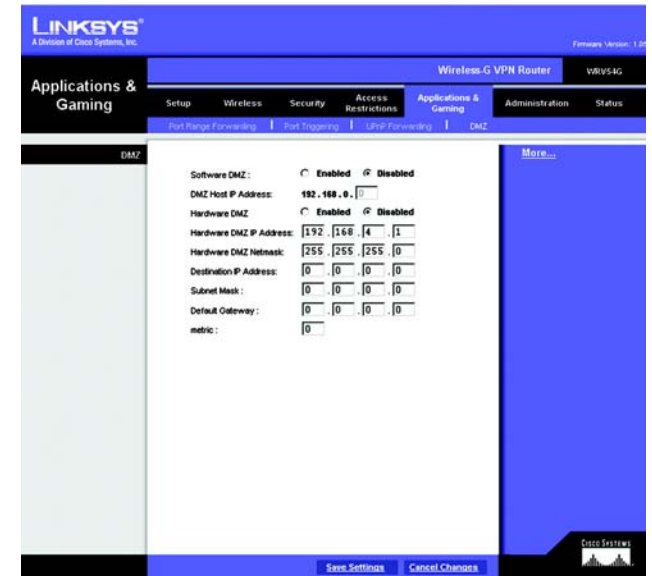 LINKSYS®
A Division of Cisco Systems, Inc.
Firmware Version: 1.05
Wireless-G VPN Router WRV54G
Applications & Gaming
Setup Wireless Security Access Restrictions Applications & Gaming Administration Status
Port Range Forwarding | Port Triggering | UPnP Forwarding | DMZ
DMZ
More...
Software DMZ : Enabled Disabled
DMZ Host IP Address: 192.168.0. 0
Hardware DMZ Enabled Disabled
Hardware DMZ IP Address: 192 . 168 . 4 . 1
Hardware DMZ Netmask: 255 . 255 . 255 . 0
Destination IP Address: 0 . 0 . 0 . 0
Subnet Mask : 0 . 0 . 0 . 0
Default Gateway : 0 . 0 . 0 . 0
metric : 0
Save Settings Cancel Changes
CISCO SYSTEMS